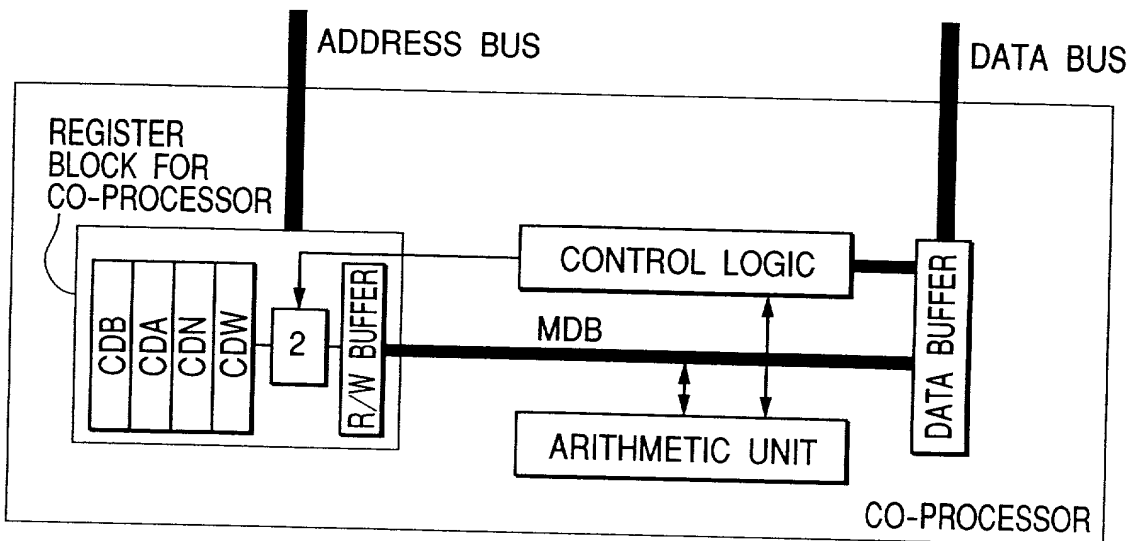 ADDRESS BUS
DATA BUS
REGISTER
BLOCK FOR
CO-PROCESSOR
CONTROL LOGIC
CDB
CDA
CDN
CDW
2
R/W BUFFER
MDB
DATA BUFFER
ARITHMETIC UNIT
CO-PROCESSOR